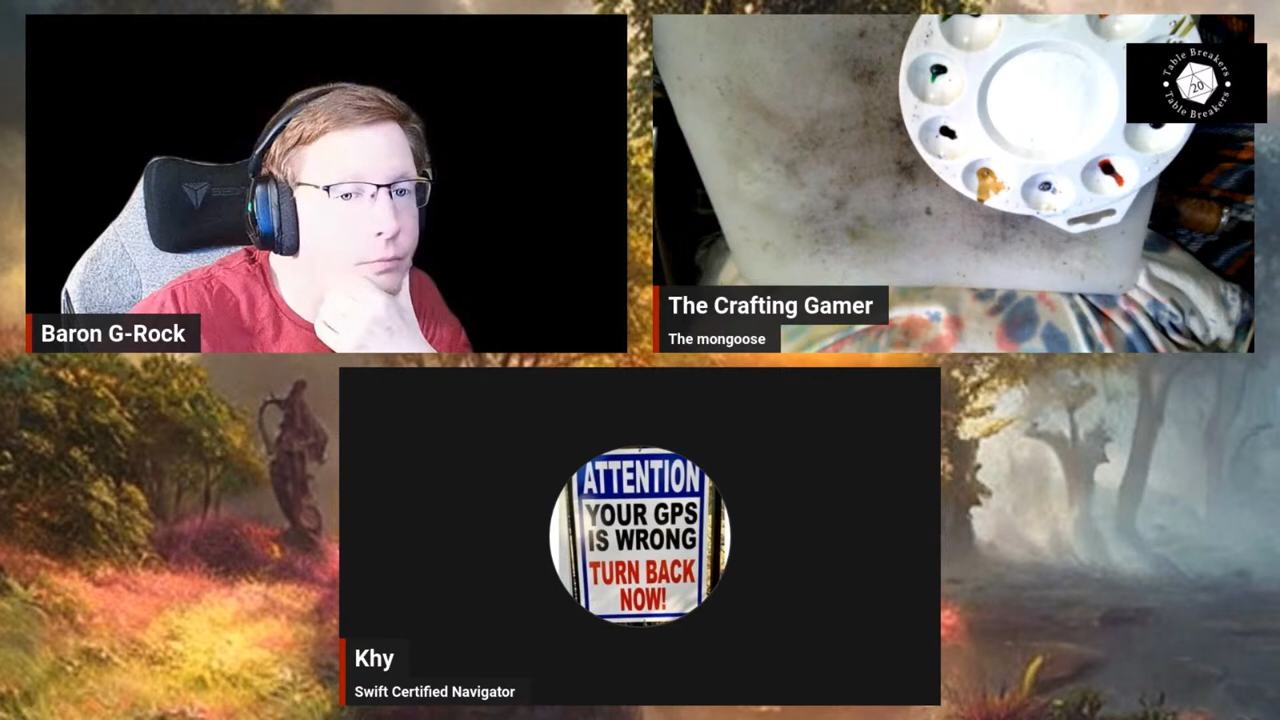 Baron G-Rock
The Crafting Gamer
The mongoose
Table Breakers
20
Table Breakers
ATTENTION
YOUR GPS
IS WRONG
TURN BACK
NOW!
Khy
Swift Certified Navigator